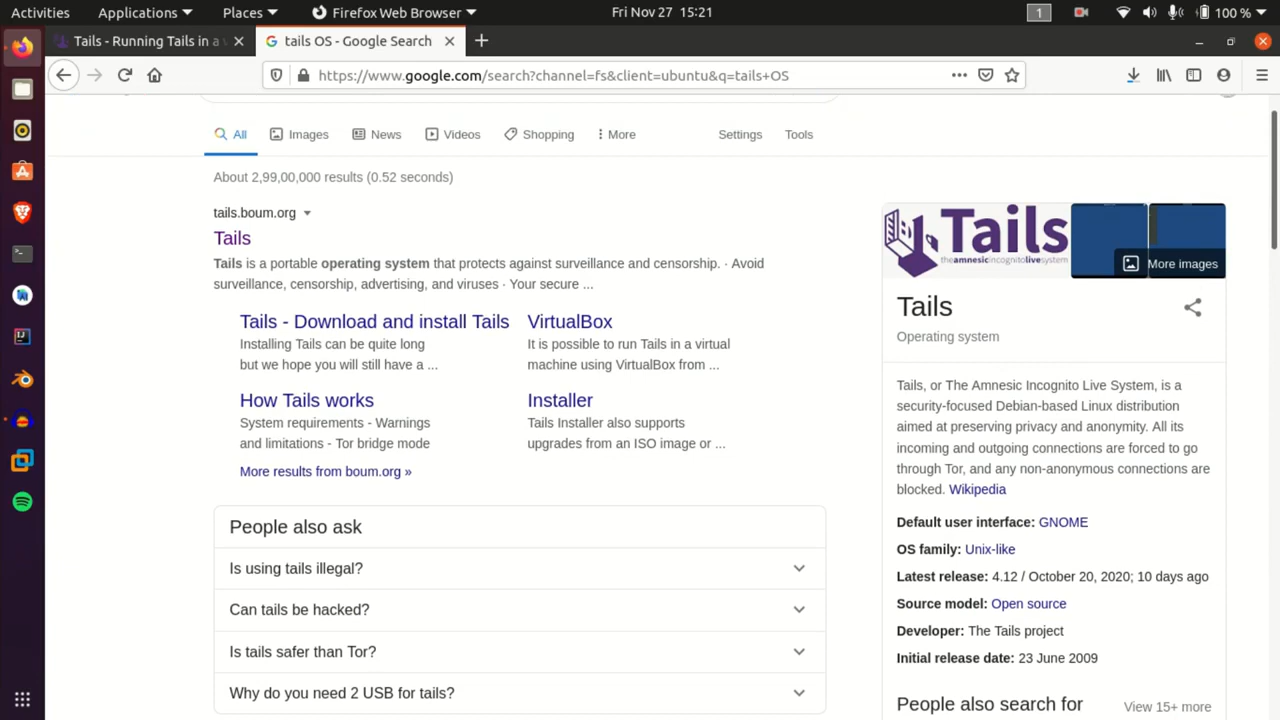 Activities Applications Places Firefox Web Browser Fri Nov 27 15:21 1 100 %
Tails - Running Tails in a tails OS - Google Search
https://www.google.com/search?channel=fs&client=ubuntu&q=tails+OS
All Images News Videos Shopping More Settings Tools
About 2,99,00,000 results (0.52 seconds)
tails.boum.org
Tails
Tails is a portable operating system that protects against surveillance and censorship. · Avoid
surveillance, censorship, advertising, and viruses · Your secure ...
Tails - Download and install Tails
Installing Tails can be quite long
but we hope you will still have a ...
VirtualBox
It is possible to run Tails in a virtual
machine using VirtualBox from ...
How Tails works
System requirements - Warnings
and limitations - Tor bridge mode
Installer
Tails Installer also supports
upgrades from an ISO image or ...
More results from boum.org »
People also ask
Is using tails illegal?
Can tails be hacked?
Is tails safer than Tor?
Why do you need 2 USB for tails?
Tails
theamnesicincognitolivesystem
More images
Tails
Operating system
Tails, or The Amnesic Incognito Live System, is a
security-focused Debian-based Linux distribution
aimed at preserving privacy and anonymity. All its
incoming and outgoing connections are forced to go
through Tor, and any non-anonymous connections are
blocked. Wikipedia
Default user interface: GNOME
OS family: Unix-like
Latest release: 4.12 / October 20, 2020; 10 days ago
Source model: Open source
Developer: The Tails project
Initial release date: 23 June 2009
People also search for
View 15+ more